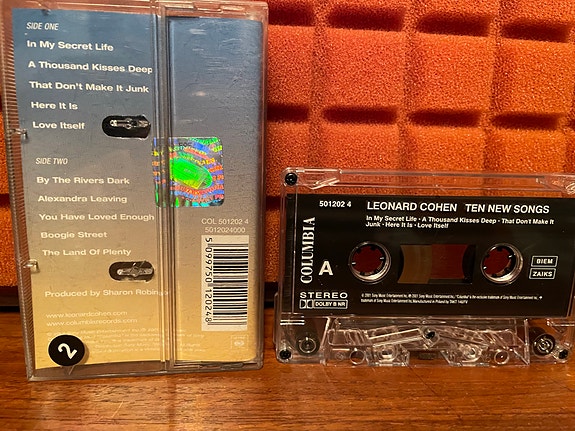 SIDE ONE
In My Secret Life
A Thousand Kisses Deep
That Don't Make It Junk
Here It Is
Love Itself
SIDE TWO
By The Rivers Dark
Alexandra Leaving
You Have Loved Enough
Boogie Street
The Land Of Plenty
COL 501202 4
5012024000
Produced by Sharon Robins
www.leonardcohen.com
www.columbiarecords.com
2
5 099750 120248
501202 4 LEONARD COHEN TEN NEW SONGS
In My Secret Life · A Thousand Kisses Deep · That Don't Make It
Junk · Here It Is · Love Itself
COLUMBIA
A
BIEM
ZAIKS
STEREO
DOLBY B NR